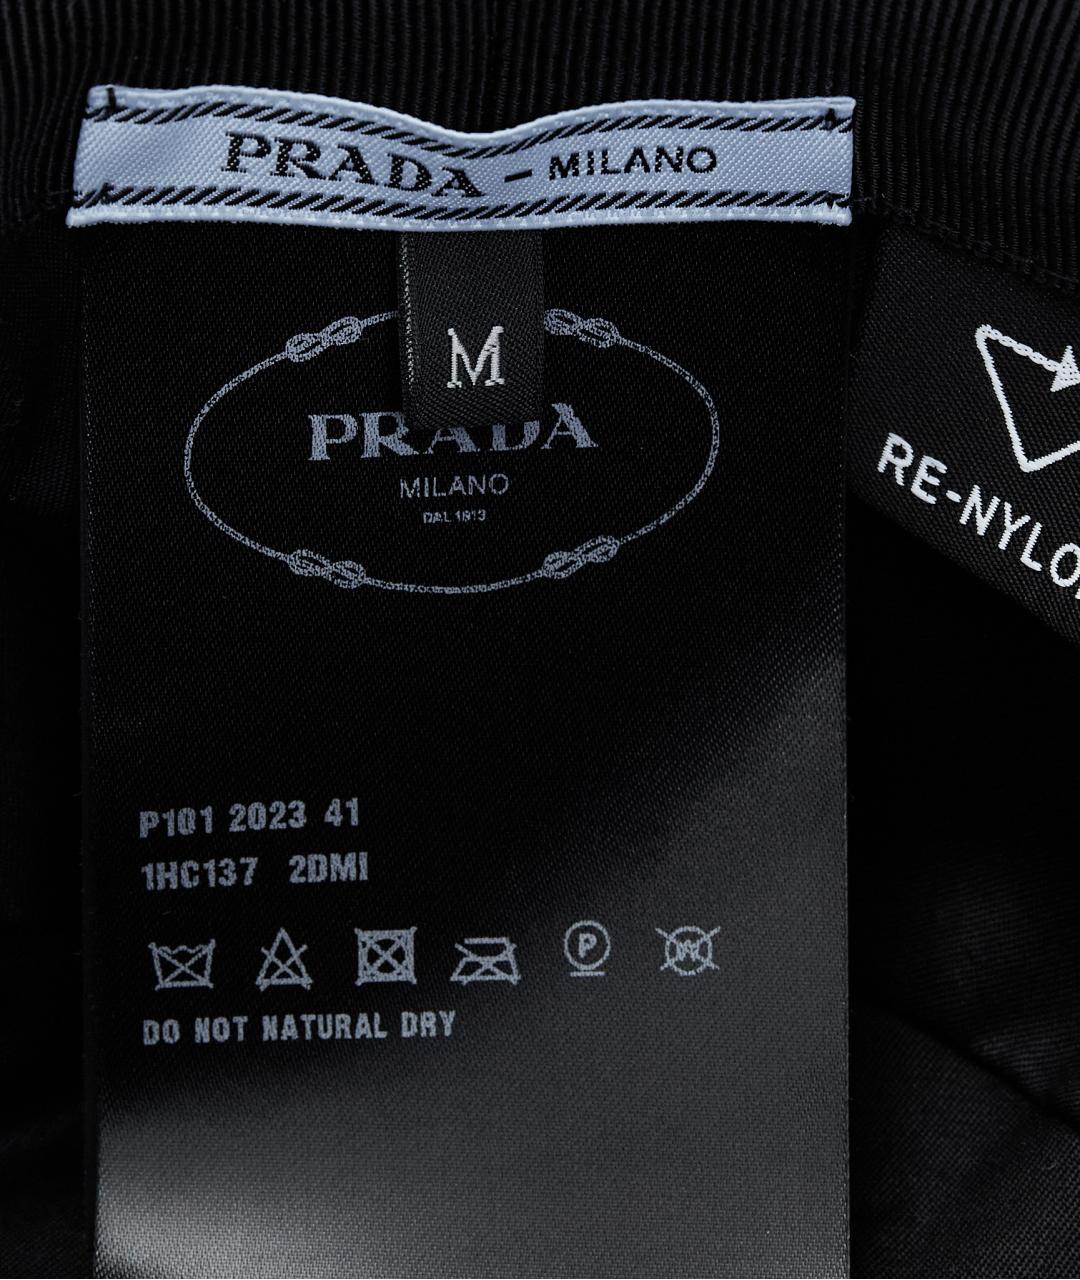 PRADA - MILANO
M
PRADA
MILANO
DAL 1913
RE-NYLO
P101 2023 41
1HC137 2DMI
P
W
DO NOT NATURAL DRY